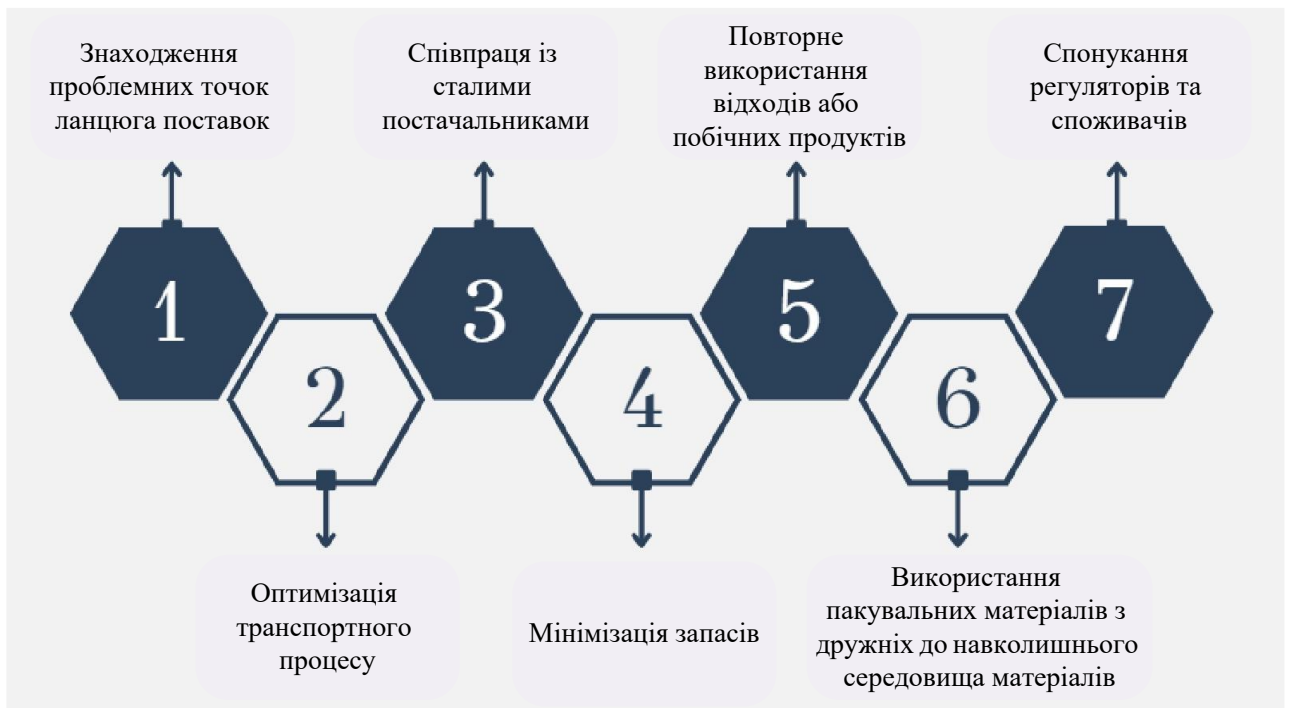 Знаходження
проблемних точок
ланцюга поставок
Співпраця із
сталими
постачальниками
Повторне
використання
відходів або
побічних продуктів
Спонукання
регуляторів та
споживачів
1
2
3
4
5
6
7
Оптимізація
транспортного
процесу
Мінімізація запасів
Використання
пакувальних матеріалів з
дружніх до навколишнього
середовища матеріалів